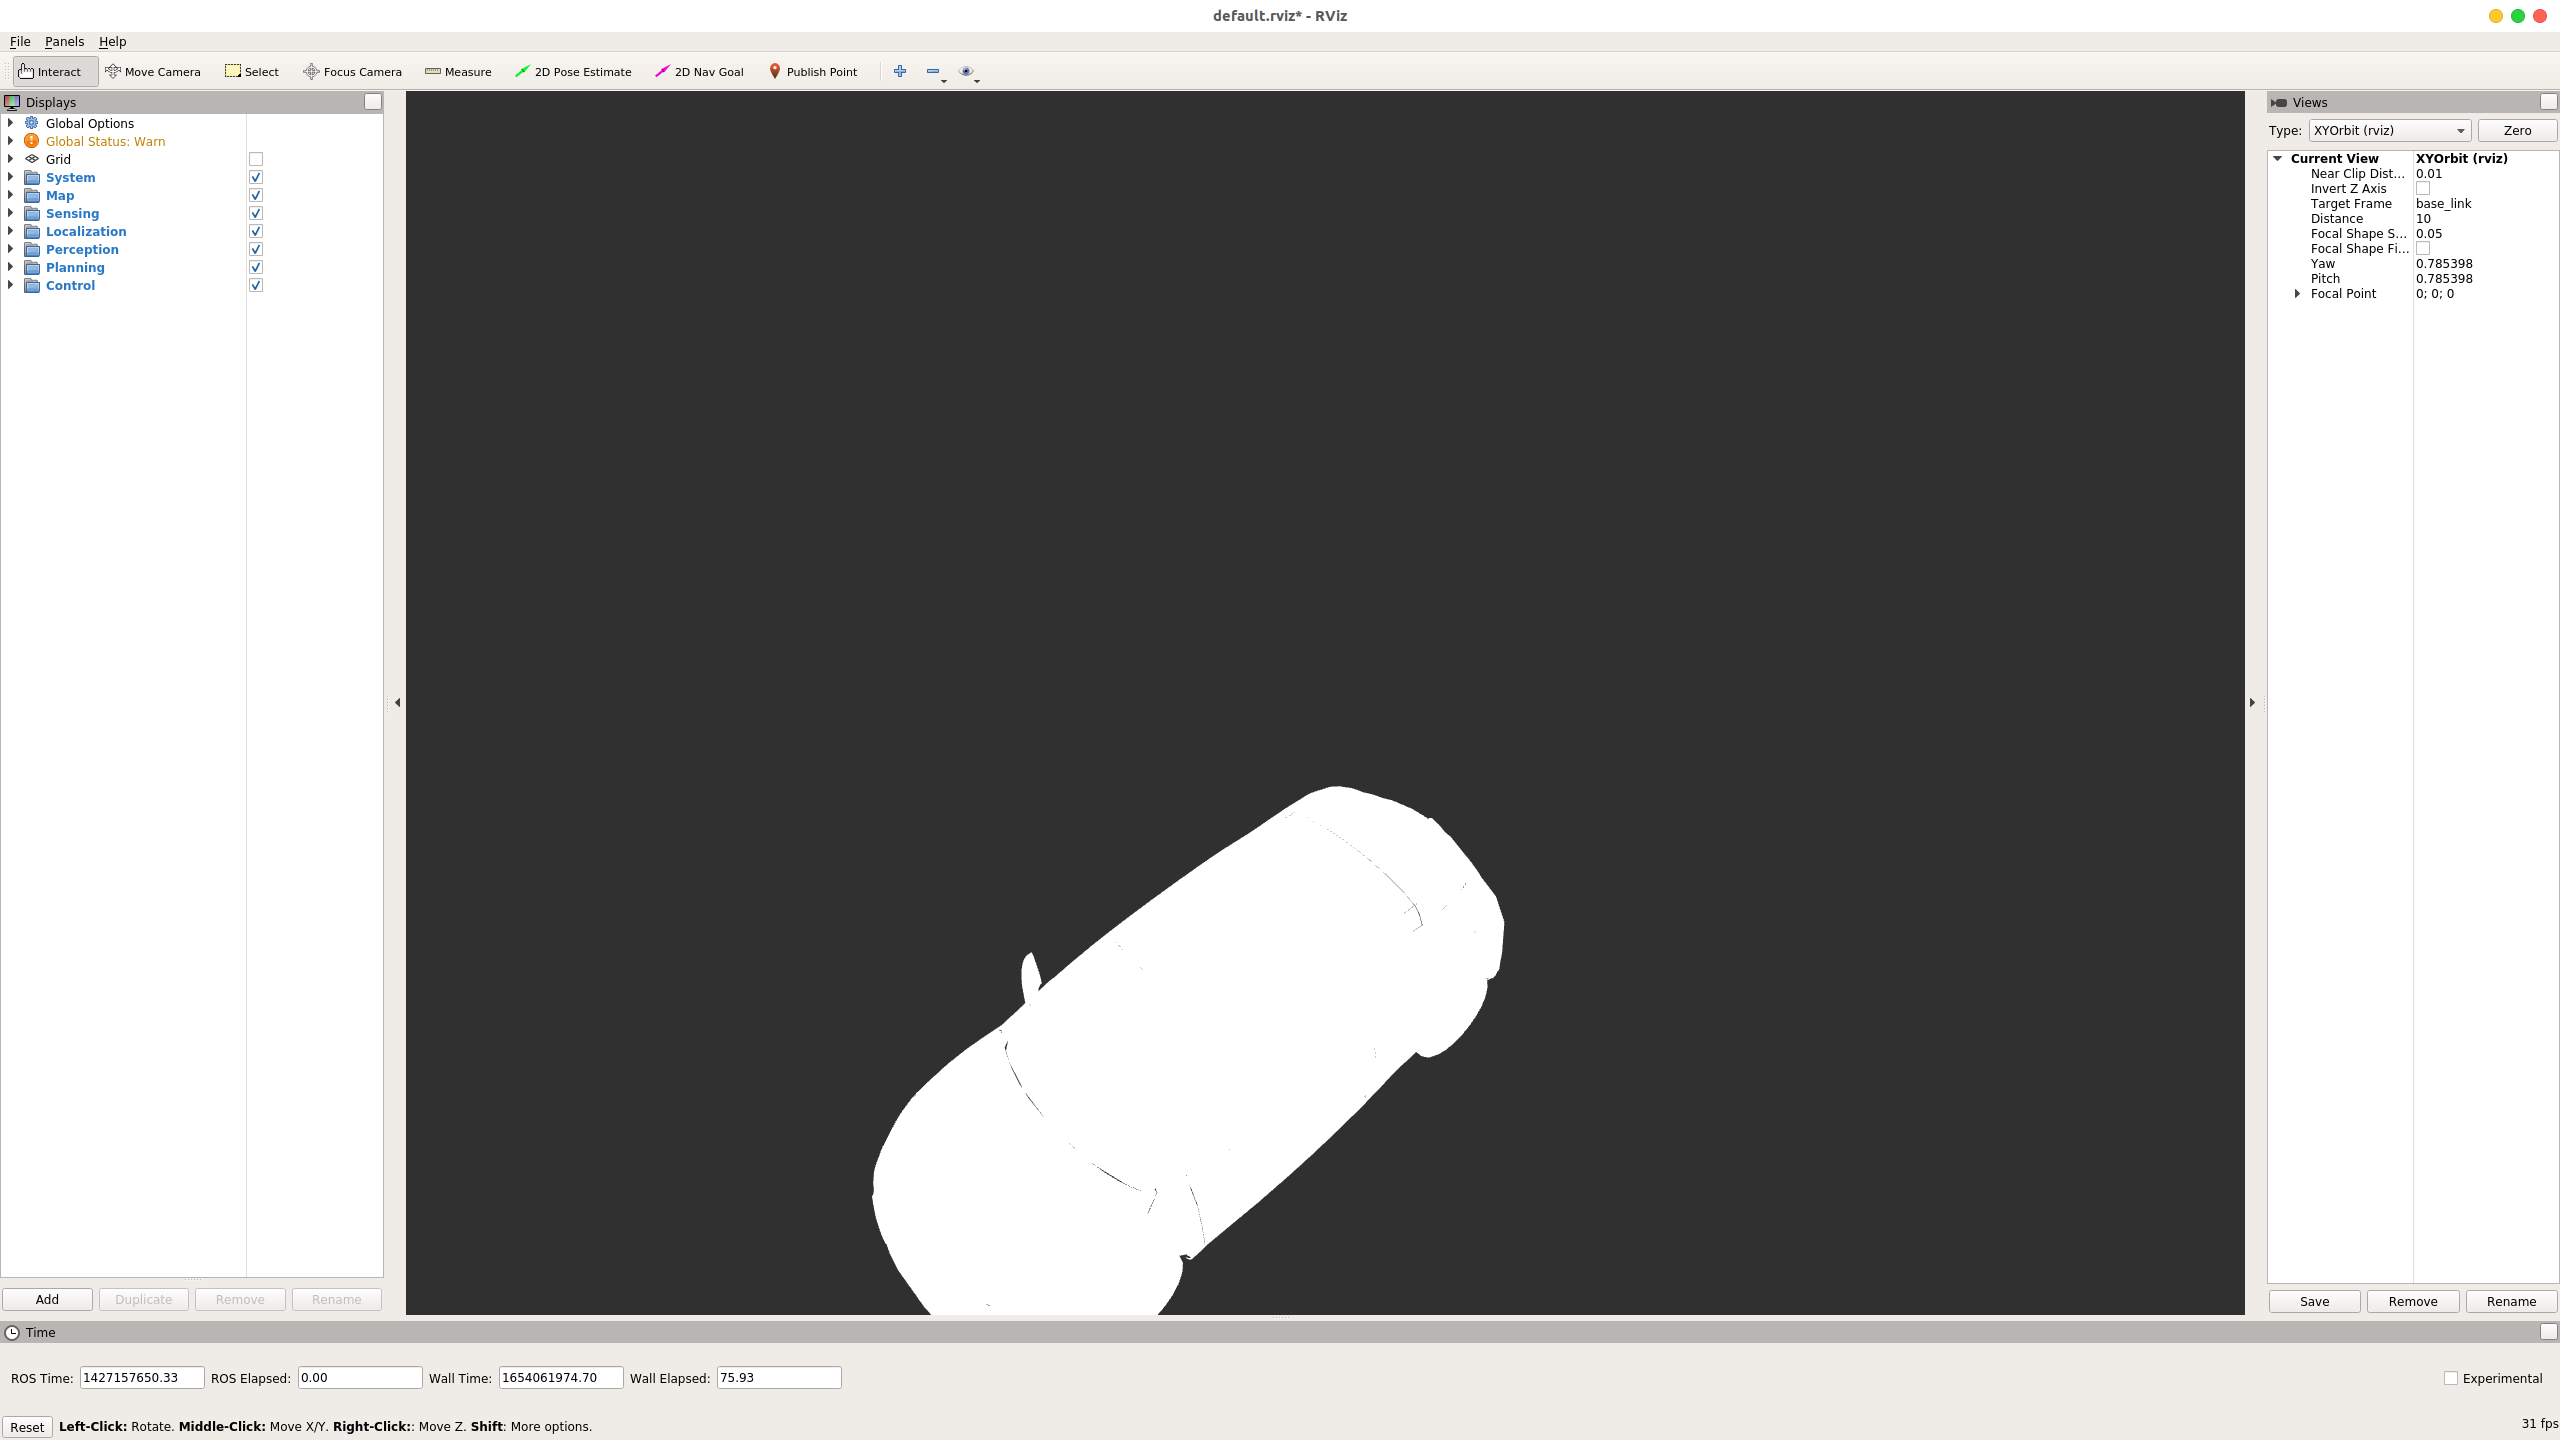 default.rviz* - RViz
File Panels Help
Interact Move Camera Select Focus Camera Measure 2D Pose Estimate 2D Nav Goal Publish Point
Displays
Global Options
Global Status: Warn
Grid
System
Map
Sensing
Localization
Perception
Planning
Control
Add Duplicate Remove Rename
Views
Type: XYOrbit (rviz) Zero
Current View XYOrbit (rviz)
Near Clip Dist... 0.01
Invert Z Axis
Target Frame base_link
Distance 10
Focal Shape S... 0.05
Focal Shape Fi...
Yaw 0.785398
Pitch 0.785398
Focal Point 0; 0; 0
Save Remove Rename
Time
ROS Time: 1427157650.33 ROS Elapsed: 0.00 Wall Time: 1654061974.70 Wall Elapsed: 75.93 Experimental
Reset Left-Click: Rotate. Middle-Click: Move X/Y. Right-Click:: Move Z. Shift: More options. 31 fps